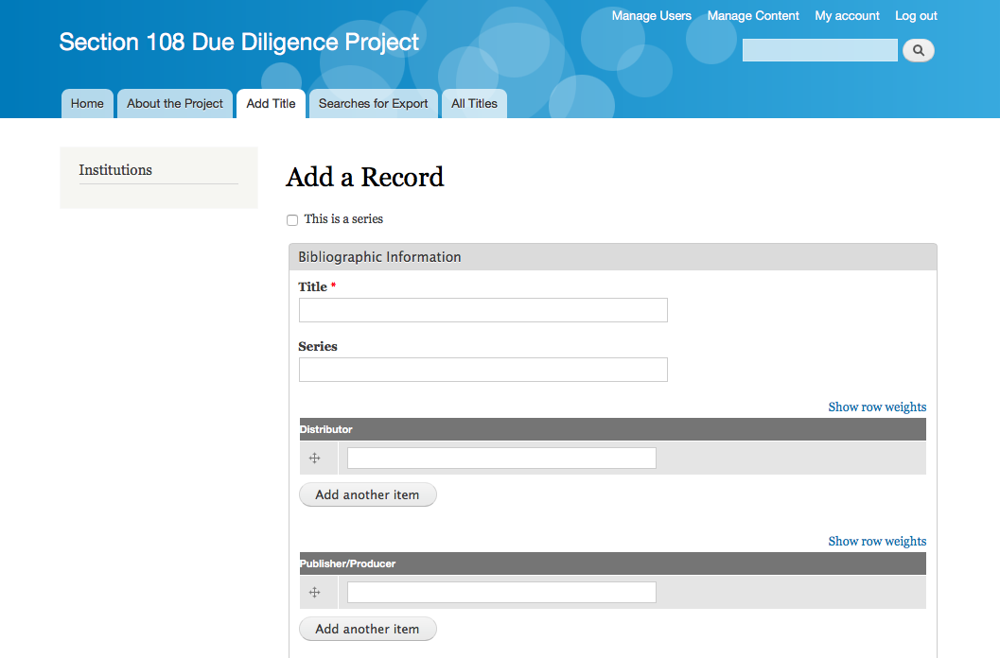 Manage Users Manage Content My account Log out
Section 108 Due Diligence Project
Home About the Project Add Title Searches for Export All Titles
Institutions
Add a Record
This is a series
Bibliographic Information
Title *
Series
Show row weights
Distributor
Add another item
Show row weights
Publisher/Producer
Add another item